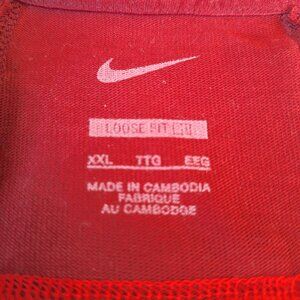 LOOSE FIT
XXL TTG EEG
MADE IN CAMBODIA
FABRIQUE
AU CAMBODGE